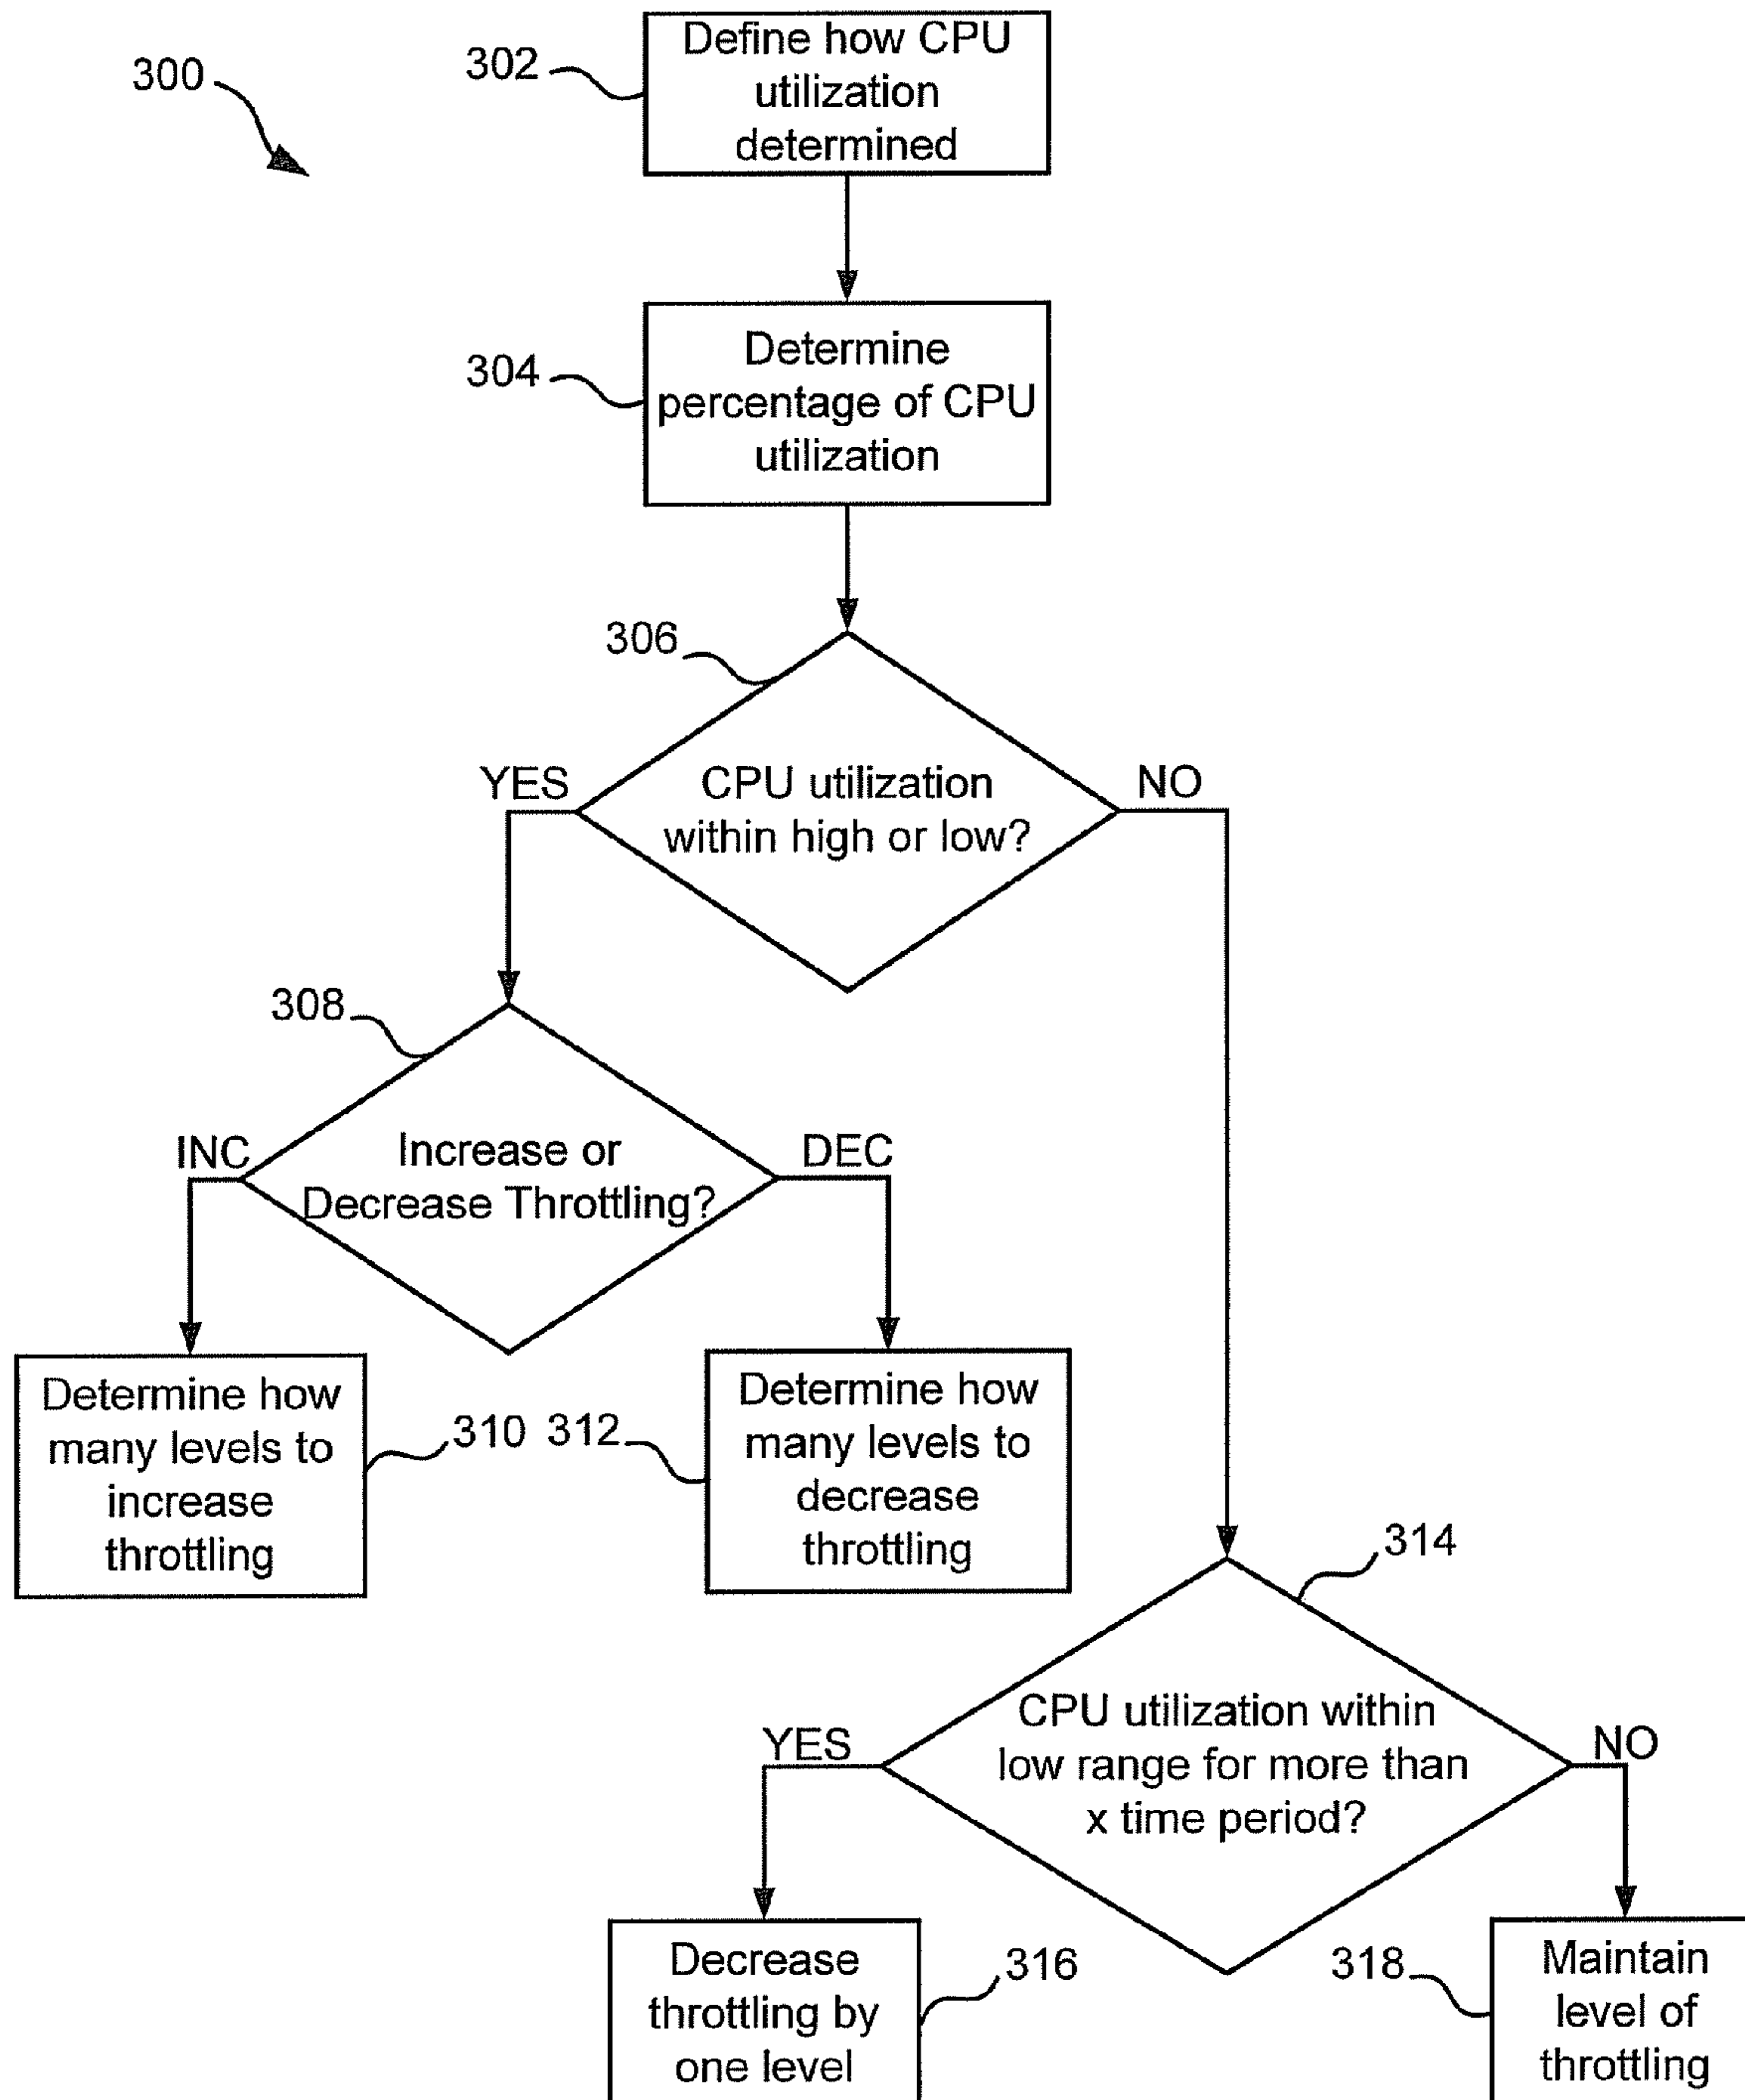 300
302
Define how CPU
utilization
determined
304
Determine
percentage of CPU
utilization
306
CPU utilization
within high or low?
YES
NO
308
Increase or
Decrease Throttling?
INC
DEC
Determine how
many levels to
increase
throttling
310
312
Determine how
many levels to
decrease
throttling
314
CPU utilization within
low range for more than
x time period?
YES
NO
Decrease
throttling by
one level
316
318
Maintain
level of
throttling